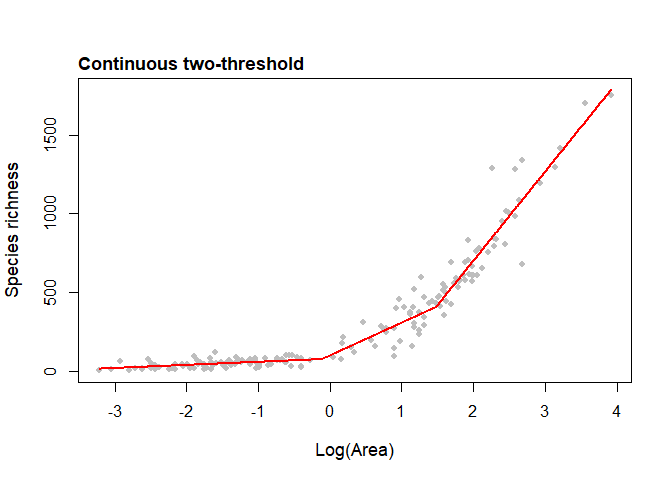 Continuous two-threshold
Species richness
1500
1000
500
0
-3 -2 -1 0 1 2 3 4
Log(Area)